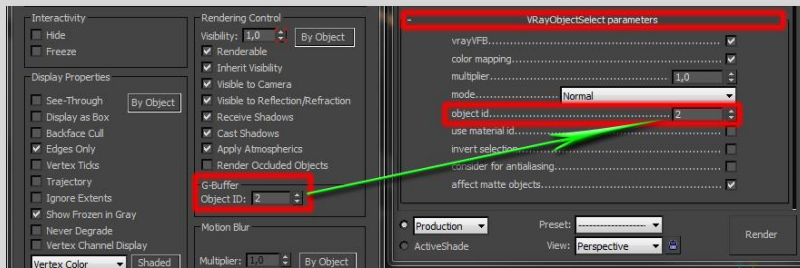 Interactivity
Hide
Freeze
Display Properties
See-Through
By Object
Display as Box
Backface Cull
Edges Only
Vertex Ticks
Trajectory
Ignore Extents
Show Frozen in Gray
Never Degrade
Vertex Channel Display
Vertex Color
Shaded
Rendering Control
Visibility: 1,0
By Object
Renderable
Inherit Visibility
Visible to Camera
Visible to Reflection/Refraction
Receive Shadows
Cast Shadows
Apply Atmospherics
Render Occluded Objects
G-Buffer
Object ID: 2
Motion Blur
Multiplier: 1,0
By Object
- VRayObjectSelect parameters
vrayVFB
color mapping
multiplier 1,0
mode Normal
object id 2
use material id
invert selection
consider for antialiasing
affect matte objects
Production
Preset:
ActiveShade
View: Perspective
Render